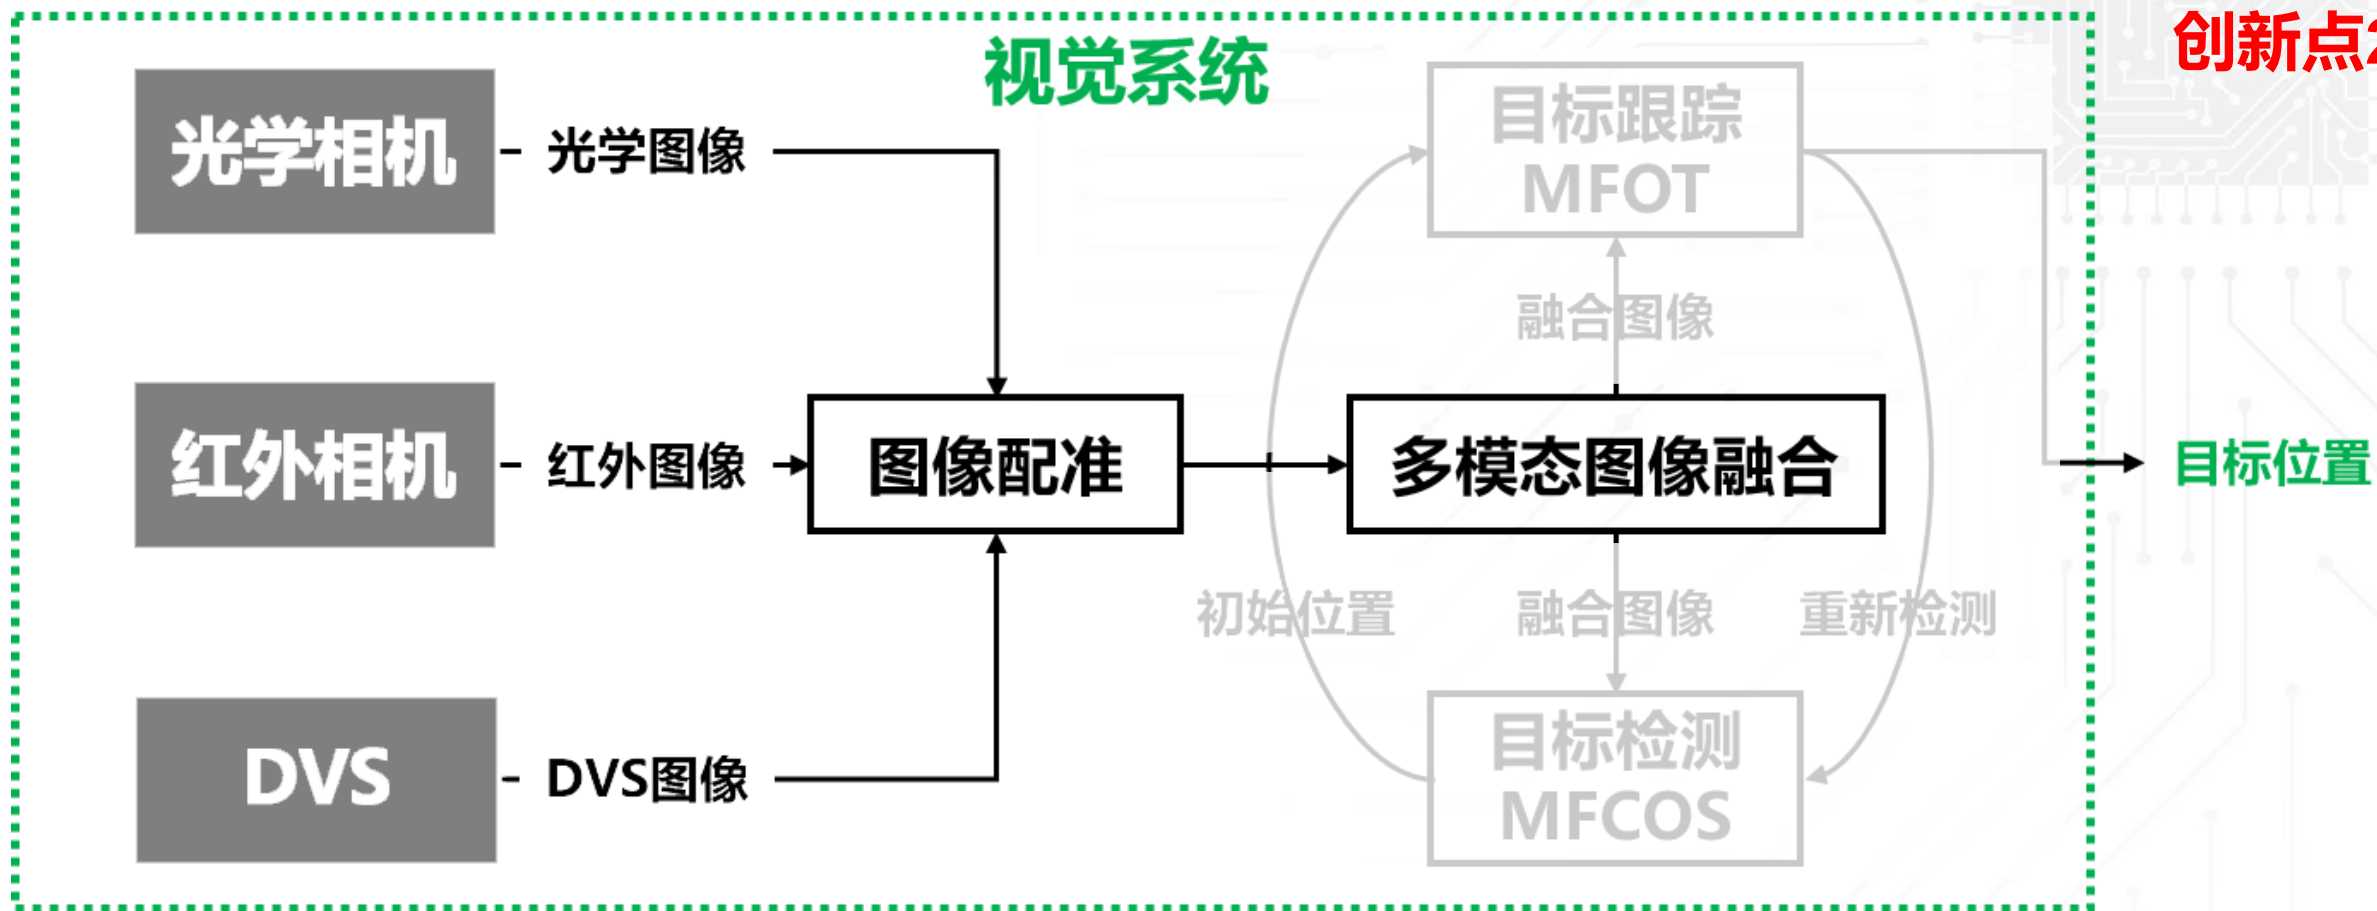 创新点2
视觉系统
光学相机
光学图像
目标跟踪
MFOT
融合图像
红外相机
红外图像
图像配准
多模态图像融合
目标位置
初始位置
融合图像
重新检测
DVS
DVS图像
目标检测
MFCOS